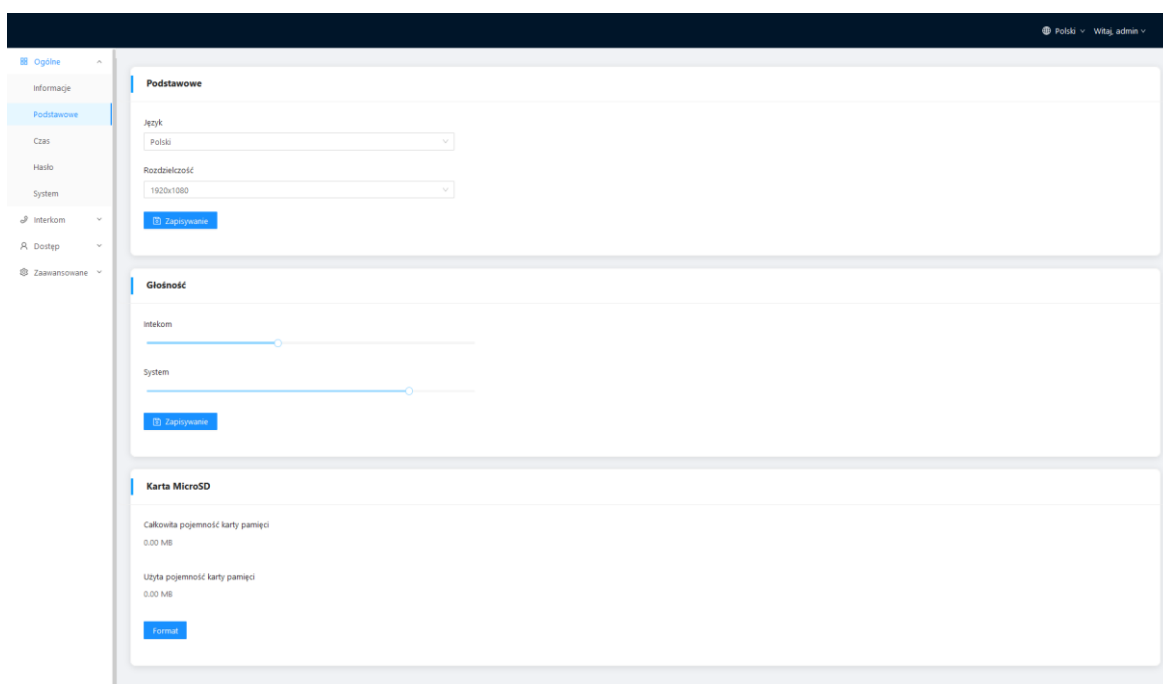 Polski Witaj, admin
Ogólne
Informacje
Podstawowe
Czas
Hasło
System
Interkom
Dostęp
Zaawansowane
Podstawowe
Język
Polski
Rozdzielczość
1920x1080
Zapisywanie
Głośność
Intekom
System
Zapisywanie
Karta MicroSD
Całkowita pojemność karty pamięci
0.00 MB
Użyta pojemność karty pamięci
0.00 MB
Format